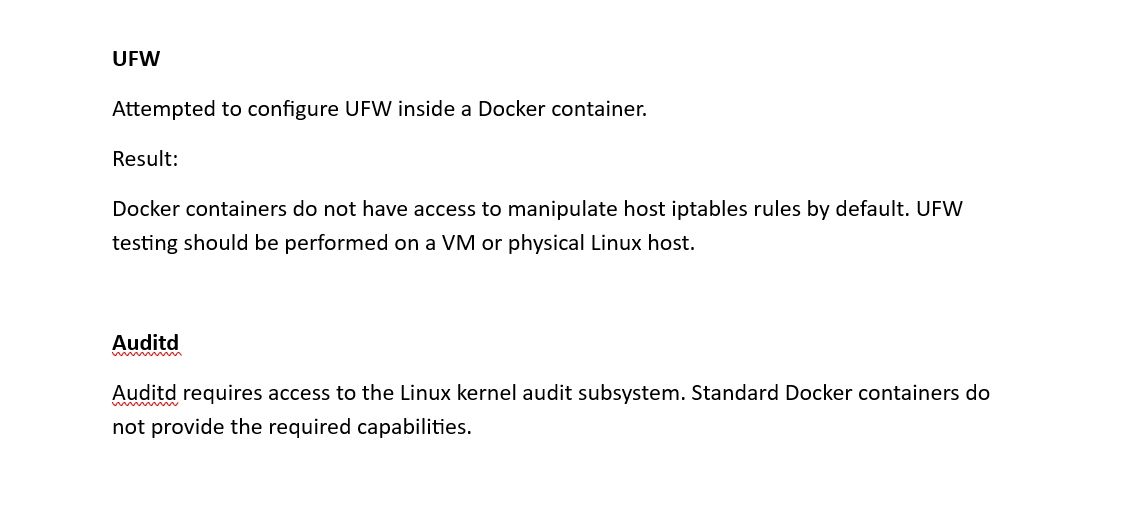 UFW
Attempted to configure UFW inside a Docker container.
Result:
Docker containers do not have access to manipulate host iptables rules by default. UFW
testing should be performed on a VM or physical Linux host.
Auditd
Auditd requires access to the Linux kernel audit subsystem. Standard Docker containers do
not provide the required capabilities.